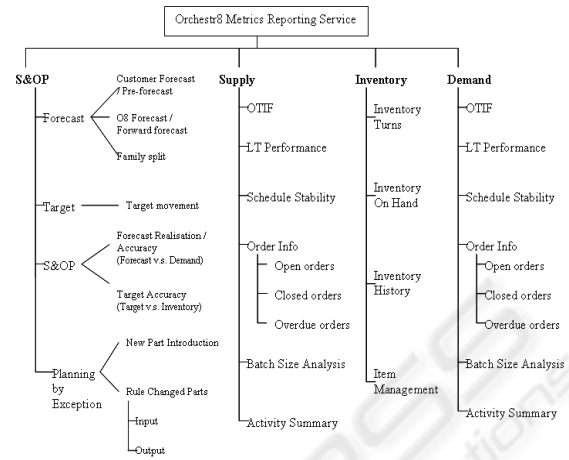 Orchestr8 Metrics Reporting Service
S&OP
Forecast
Customer Forecast
/ Pre-forecast
O8 Forecast /
Forward forecast
Family split
Target
Target movement
S&OP
Forecast Realisation /
Accuracy
(Forecast v.s. Demand)
Target Accuracy
(Target v.s. Inventory)
Planning
by
Exception
New Part Introduction
Rule Changed Parts
Input
Output
Supply
OTIF
LT Performance
Schedule Stability
Order Info
Open orders
Closed orders
Overdue orders
Batch Size Analysis
Activity Summary
Inventory
Inventory
Turns
Inventory
On Hand
Inventory
History
Item
Management
Demand
OTIF
LT Performance
Schedule Stability
Order Info
Open orders
Closed orders
Overdue orders
Batch Size Analysis
Activity Summary